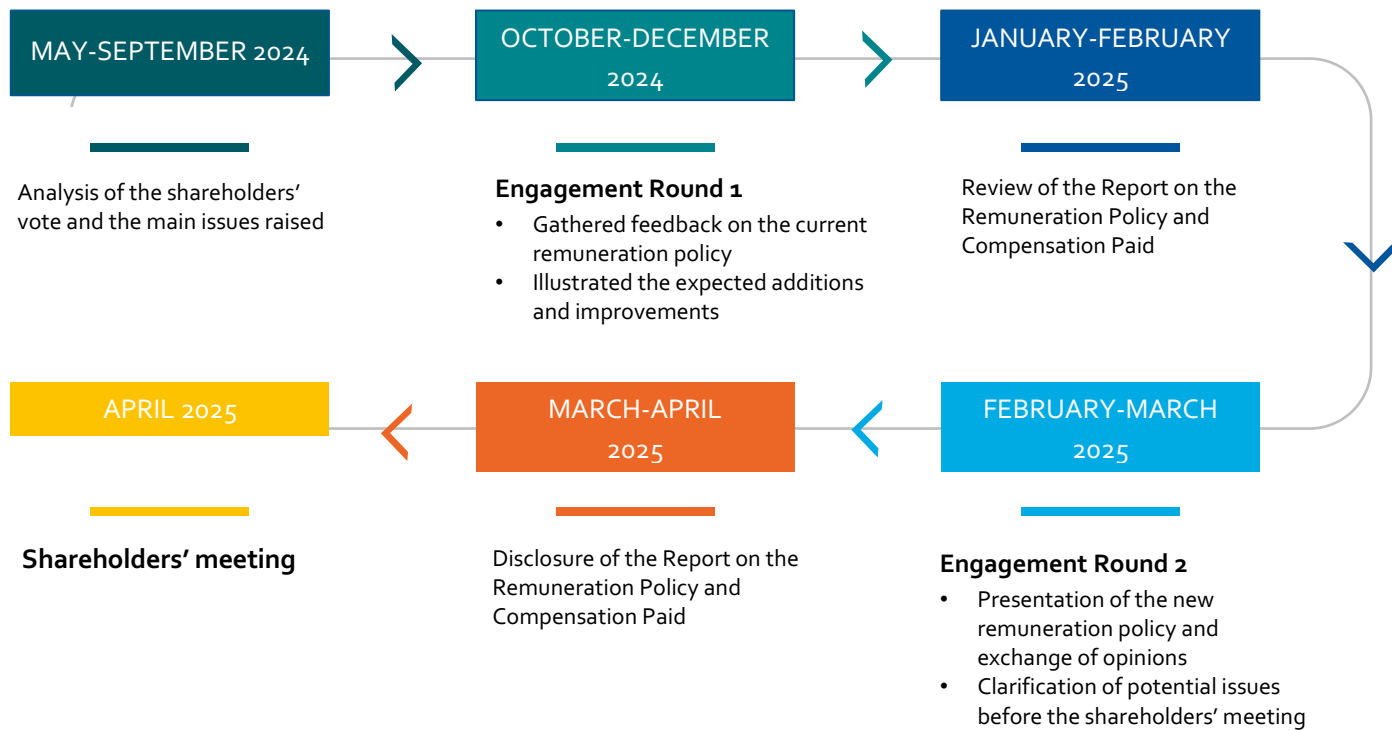 MAY-SEPTEMBER 2024
Analysis of the shareholders'
vote and the main issues raised
OCTOBER-DECEMBER
2024
Engagement Round 1
• Gathered feedback on the current
remuneration policy
• Illustrated the expected additions
and improvements
JANUARY-FEBRUARY
2025
Review of the Report on the
Remuneration Policy and
Compensation Paid
FEBRUARY-MARCH
2025
Engagement Round 2
• Presentation of the new
remuneration policy and
exchange of opinions
• Clarification of potential issues
before the shareholders' meeting
MARCH-APRIL
2025
Disclosure of the Report on the
Remuneration Policy and
Compensation Paid
APRIL 2025
Shareholders' meeting